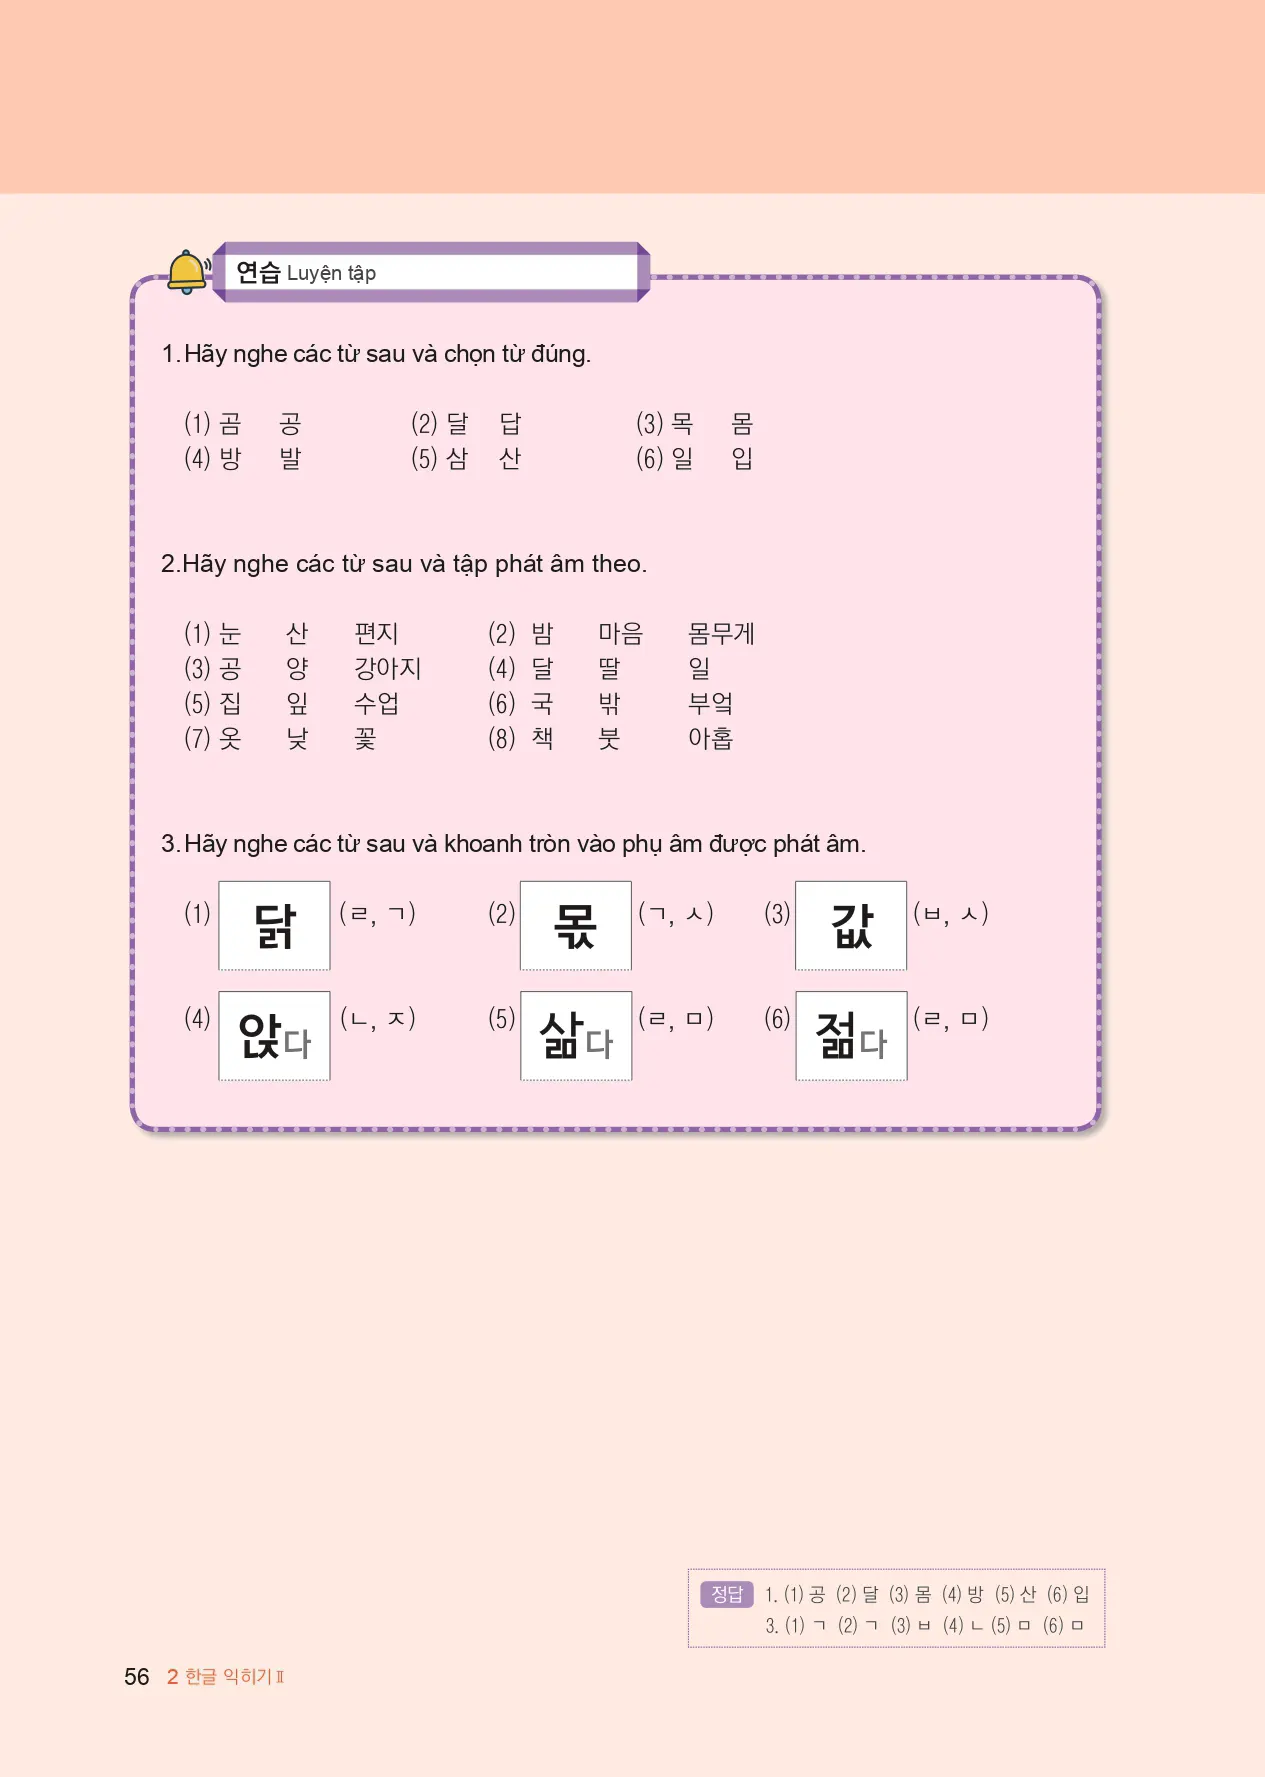 연습 Luyện tập
1. Hãy nghe các từ sau và chọn từ đúng.
(1) 곰 공 (2) 달 답 (3) 목 몸
(4) 방 발 (5) 삼 산 (6) 일 입
2.Hãy nghe các từ sau và tập phát âm theo.
(1) 눈 산 편지 (2) 밤 마음 몸무게
(3) 공 양 강아지 (4) 달 딸 일
(5) 집 잎 수업 (6) 국 밖 부엌
(7) 옷 낮 꽃 (8) 책 붓 아홉
3. Hãy nghe các từ sau và khoanh tròn vào phụ âm được phát âm.
(1) 닭 (ㄹ, ㄱ) (2) 몫 (ㄱ, ㅅ) (3) 값 (ㅂ, ㅅ)
(4) 앉다 (ㄴ, ㅈ) (5) 삶다 (ㄹ, ㅁ) (6) 젊다 (ㄹ, ㅁ)
정답 1. (1) 공 (2) 달 (3) 몸 (4) 방 (5) 산 (6) 입
3. (1) ㄱ (2) ㄱ (3) ㅂ (4) ㄴ (5) ㅁ (6) ㅁ
56 2 한글 익히기 Ⅱ